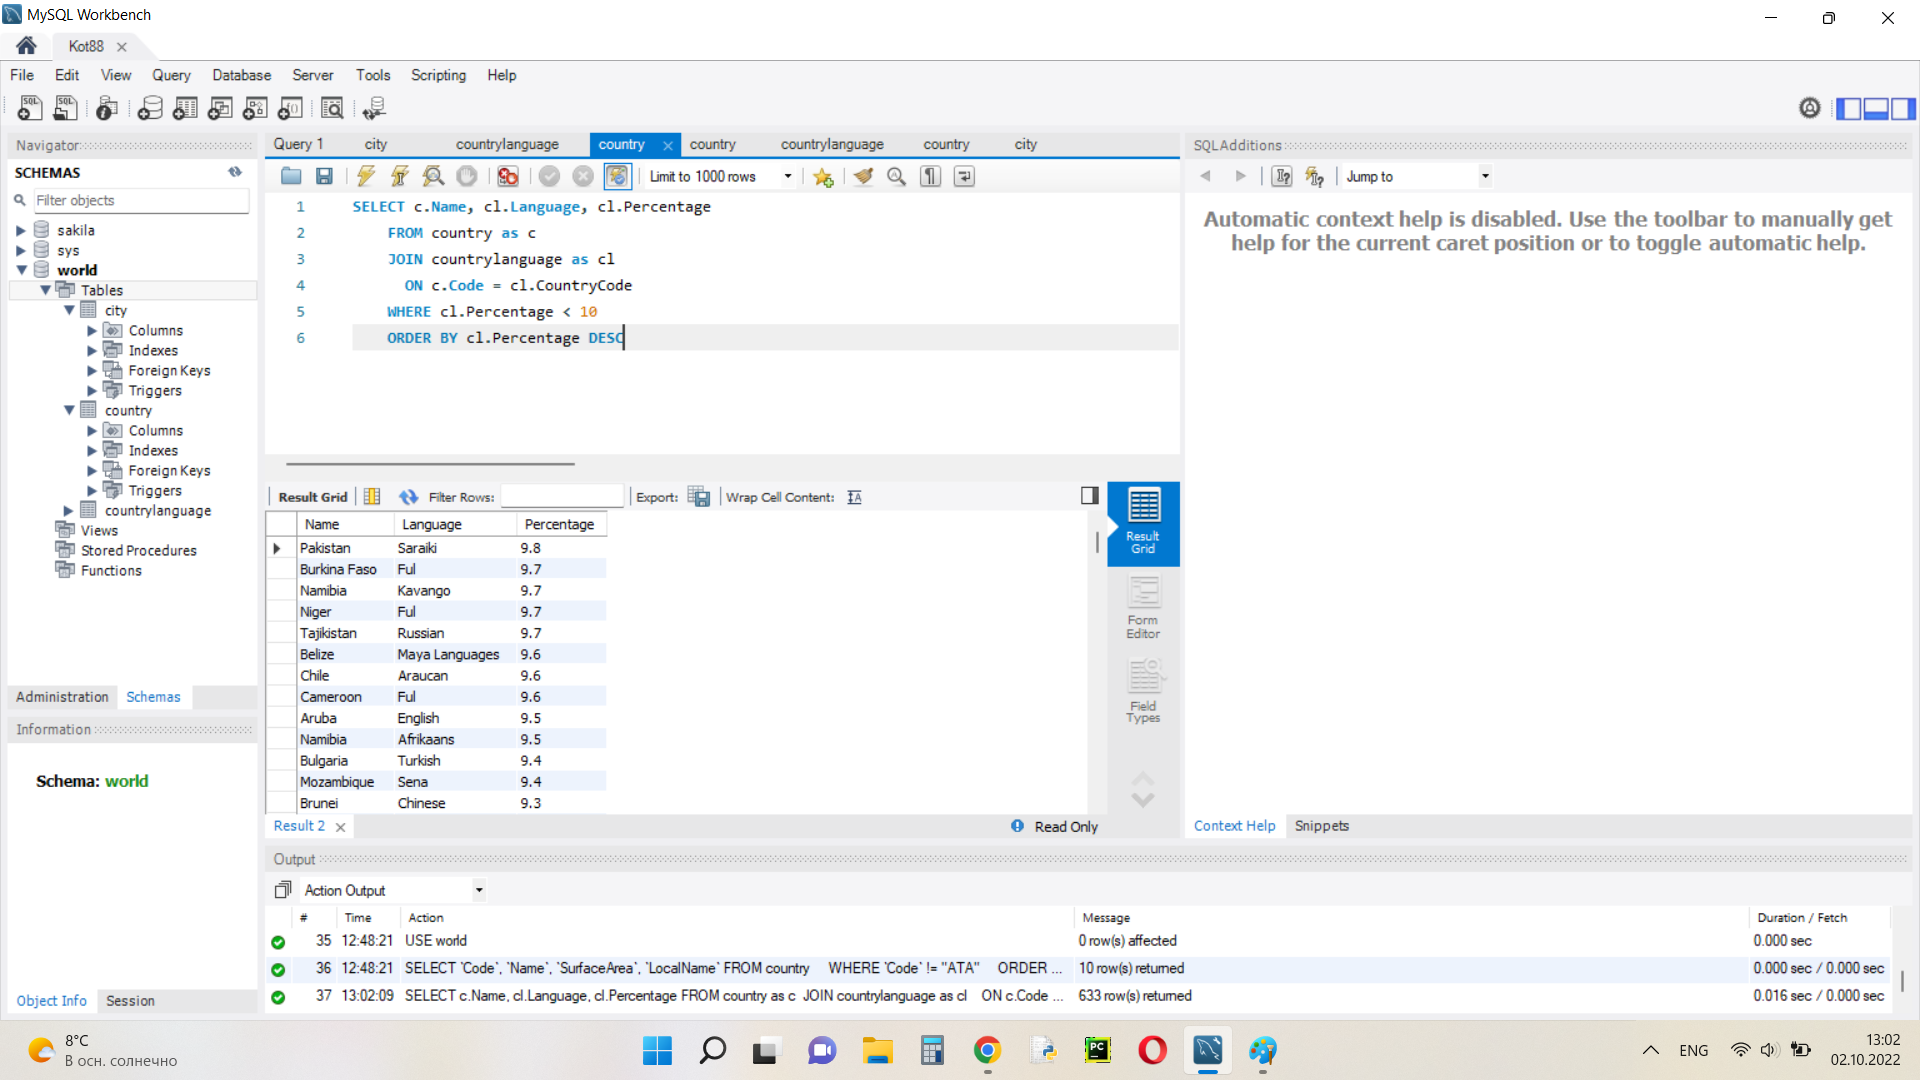 MySQL Workbench
Kot88
File Edit View Query Database Server Tools Scripting Help
Navigator
SCHEMAS
Filter objects
sakila
sys
world
Tables
city
Columns
Indexes
Foreign Keys
Triggers
country
Columns
Indexes
Foreign Keys
Triggers
countrylanguage
Views
Stored Procedures
Functions
Administration Schemas
Information
Schema: world
Object Info Session
Query 1 city countrylanguage country country countrylanguage country city
Limit to 1000 rows
1 SELECT c.Name, cl.Language, cl.Percentage
2 FROM country as c
3 JOIN countrylanguage as cl
4 ON c.Code = cl.CountryCode
5 WHERE cl.Percentage < 10
6 ORDER BY cl.Percentage DESC
Result Grid Filter Rows: Export: Wrap Cell Content:
Name Language Percentage
Pakistan Saraiki 9.8
Burkina Faso Ful 9.7
Namibia Kavango 9.7
Niger Ful 9.7
Tajikistan Russian 9.7
Belize Maya Languages 9.6
Chile Araucan 9.6
Cameroon Ful 9.6
Aruba English 9.5
Namibia Afrikaans 9.5
Bulgaria Turkish 9.4
Mozambique Sena 9.4
Brunei Chinese 9.3
Result
Grid
Form
Editor
Field
Types
Result 2 Read Only
SQLAdditions
Jump to
Automatic context help is disabled. Use the toolbar to manually get
help for the current caret position or to toggle automatic help.
Context Help Snippets
Output
Action Output
# Time Action Message Duration / Fetch
35 12:48:21 USE world 0 row(s) affected 0.000 sec
36 12:48:21 SELECT `Code`, `Name`, `SurfaceArea`, `LocalName` FROM country WHERE `Code` != "ATA" ORDER ... 10 row(s) returned 0.000 sec / 0.000 sec
37 13:02:09 SELECT c.Name, cl.Language, cl.Percentage FROM country as c JOIN countrylanguage as cl ON c.Code ... 633 row(s) returned 0.016 sec / 0.000 sec
8°C
В осн. солнечно
ENG
13:02
02.10.2022